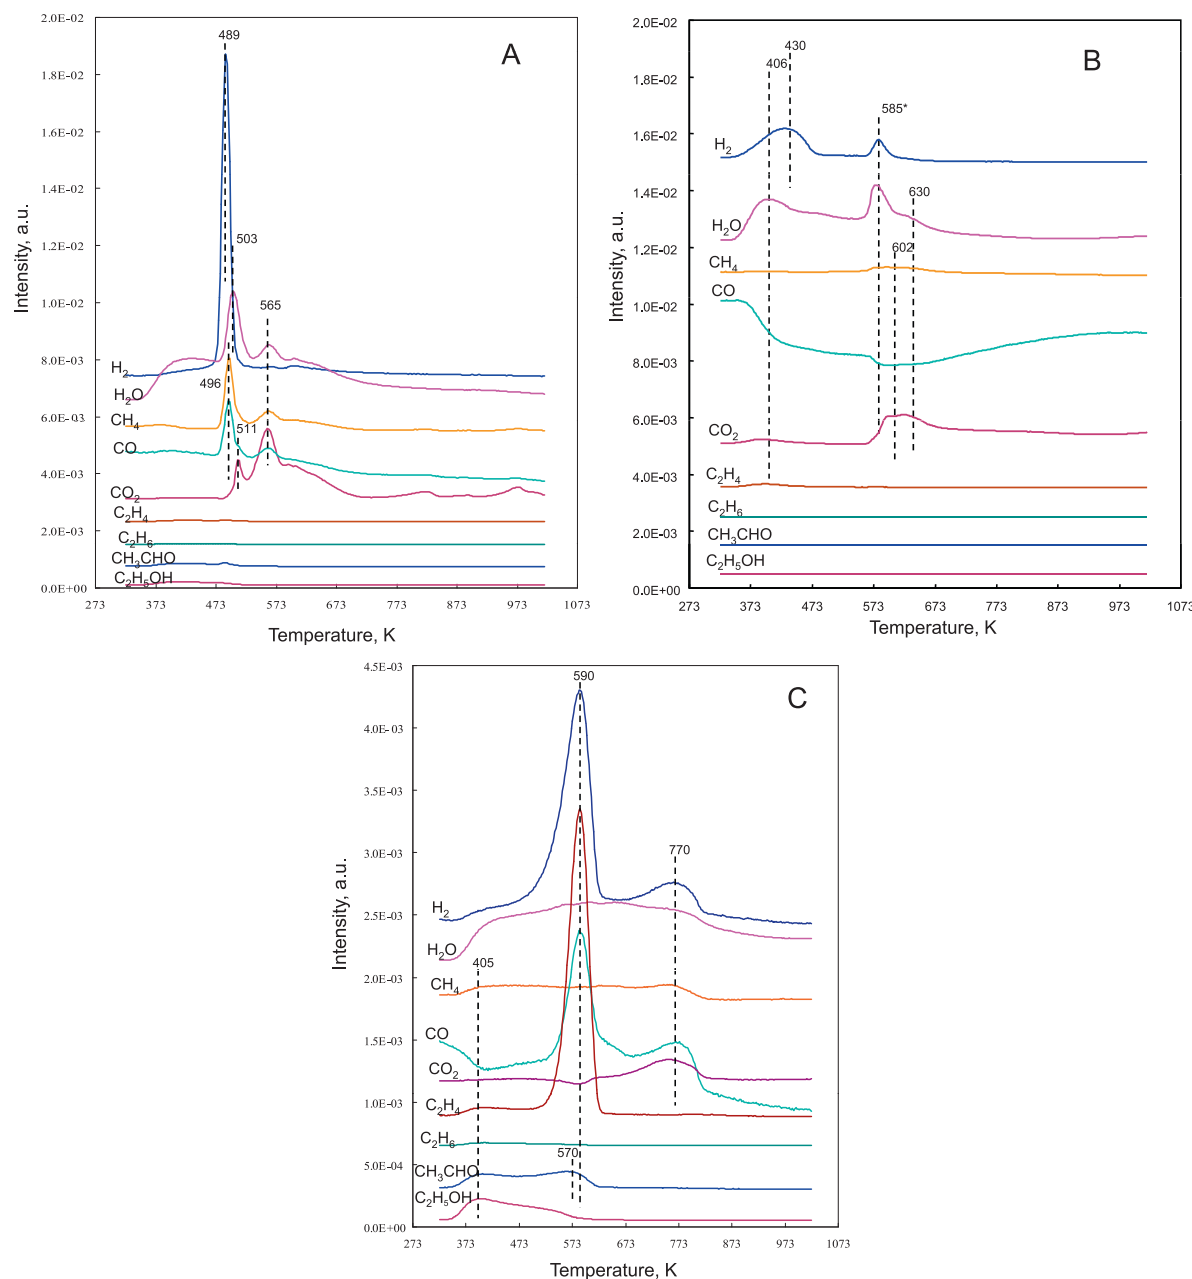 A
489
503
565
496
511
H2
H2O
CH4
CO
CO2
C2H4
C2H6
CH3CHO
C2H5OH
2.0E-02
1.8E-02
1.6E-02
1.4E-02
1.2E-02
1.0E-02
8.0E-03
6.0E-03
4.0E-03
2.0E-03
0.0E+00
273 373 473 573 673 773 873 973 1073
Intensity, a.u.
Temperature, K
B
430
406
585*
630
602
H2
H2O
CH4
CO
CO2
C2H4
C2H6
CH3CHO
C2H5OH
2.0E-02
1.8E-02
1.6E-02
1.4E-02
1.2E-02
1.0E-02
8.0E-03
6.0E-03
4.0E-03
2.0E-03
0.0E+00
273 373 473 573 673 773 873 973 1073
Intensity, a.u.
Temperature, K
C
590
770
405
570
H2
H2O
CH4
CO
CO2
C2H4
C2H6
CH3CHO
C2H5OH
4.5E-03
4.0E-03
3.5E-03
3.0E-03
2.5E-03
2.0E-03
1.5E-03
1.0E-03
5.0E-04
0.0E+00
273 373 473 573 673 773 873 973 1073
Intensity, a.u.
Temperature, K